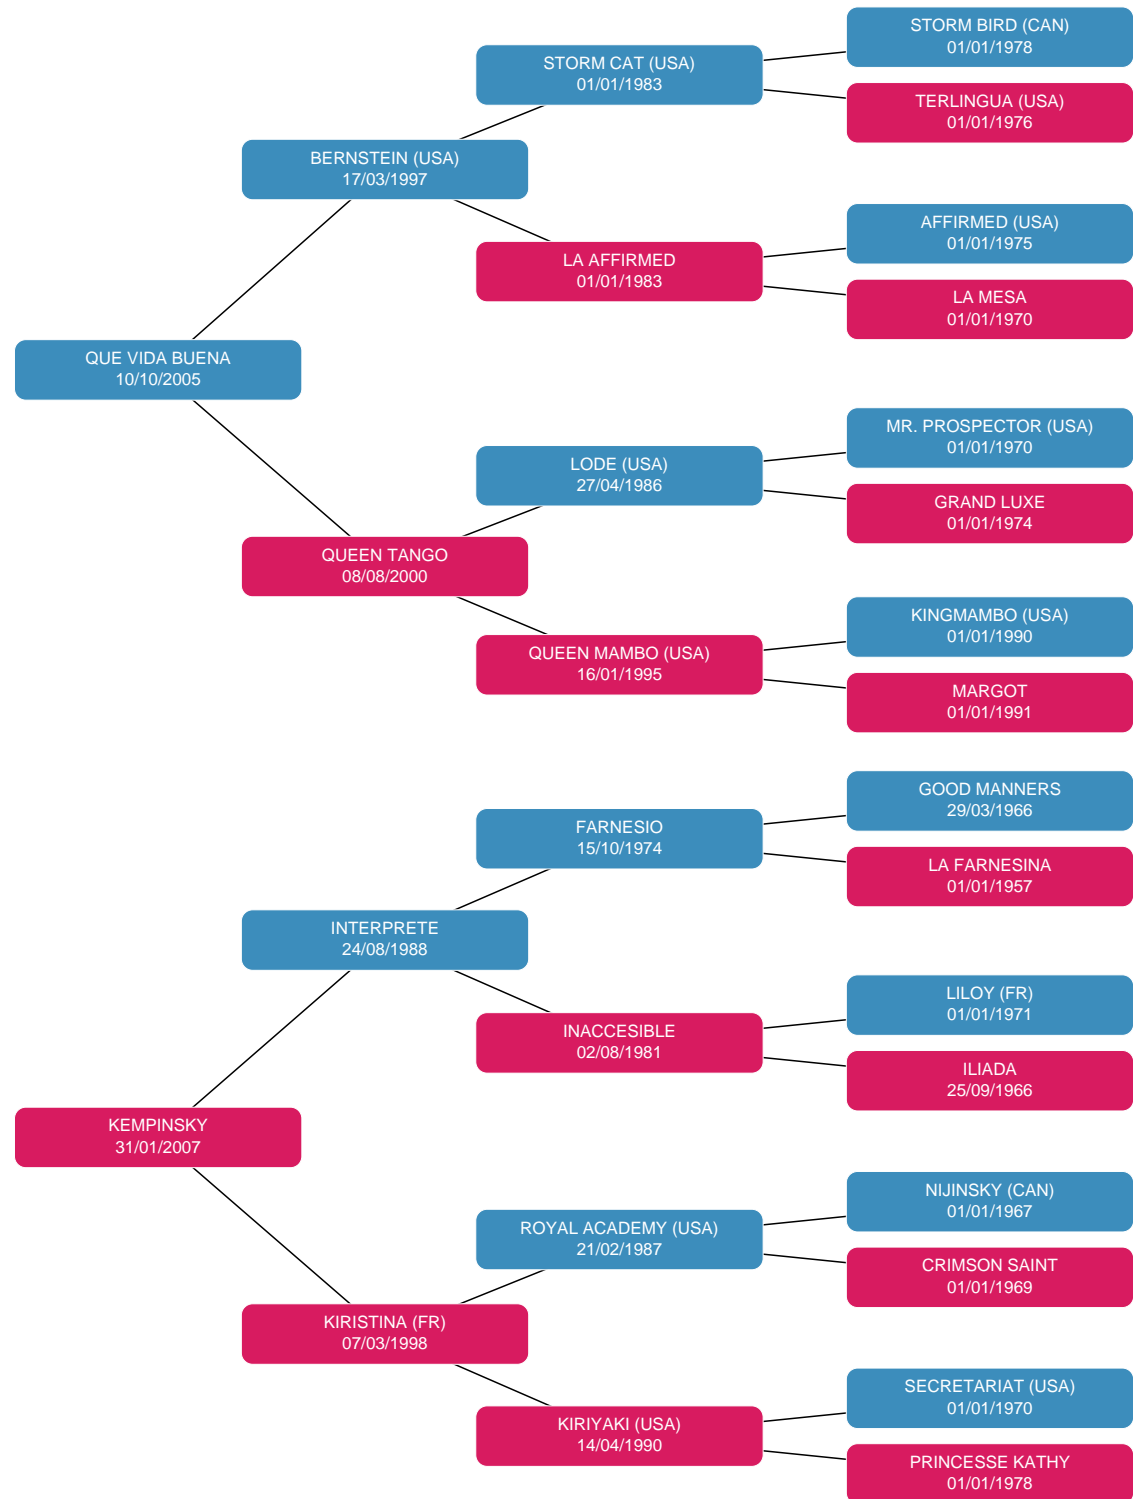 STORM BIRD (CAN)
01/01/1978
STORM CAT (USA)
01/01/1983
TERLINGUA (USA)
01/01/1976
BERNSTEIN (USA)
17/03/1997
AFFIRMED (USA)
01/01/1975
LA AFFIRMED
01/01/1983
LA MESA
01/01/1970
QUE VIDA BUENA
10/10/2005
MR. PROSPECTOR (USA)
01/01/1970
LODE (USA)
27/04/1986
GRAND LUXE
01/01/1974
QUEEN TANGO
08/08/2000
KINGMAMBO (USA)
01/01/1990
QUEEN MAMBO (USA)
16/01/1995
MARGOT
01/01/1991
GOOD MANNERS
29/03/1966
FARNESIO
15/10/1974
LA FARNESINA
01/01/1957
INTERPRETE
24/08/1988
LILOY (FR)
01/01/1971
INACCESIBLE
02/08/1981
ILIADA
25/09/1966
KEMPINSKY
31/01/2007
NIJINSKY (CAN)
01/01/1967
ROYAL ACADEMY (USA)
21/02/1987
CRIMSON SAINT
01/01/1969
KIRISTINA (FR)
07/03/1998
SECRETARIAT (USA)
01/01/1970
KIRIYAKI (USA)
14/04/1990
PRINCESSE KATHY
01/01/1978